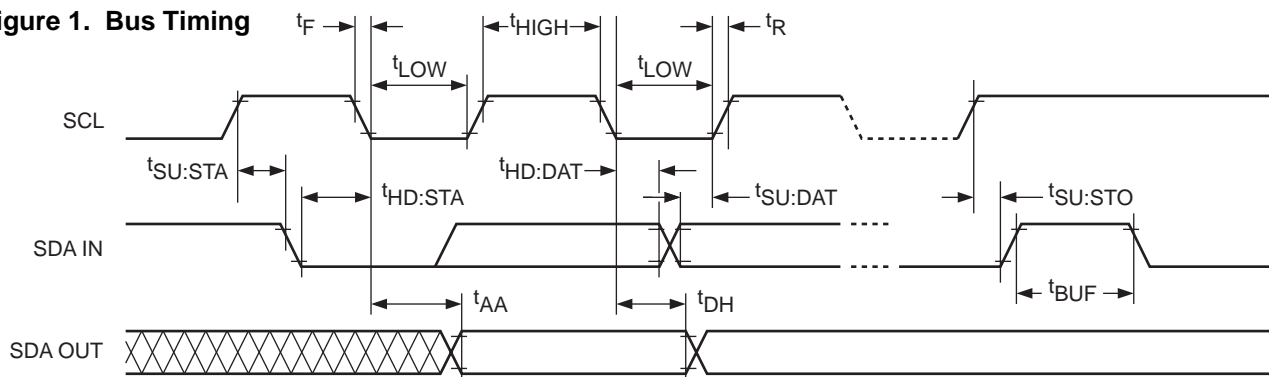 igure 1. Bus Timing
tF
tHIGH
tR
tLOW
tLOW
SCL
tSU:STA
tHD:STA
tHD:DAT
tSU:DAT
tSU:STO
SDA IN
tBUF
tAA
tDH
SDA OUT